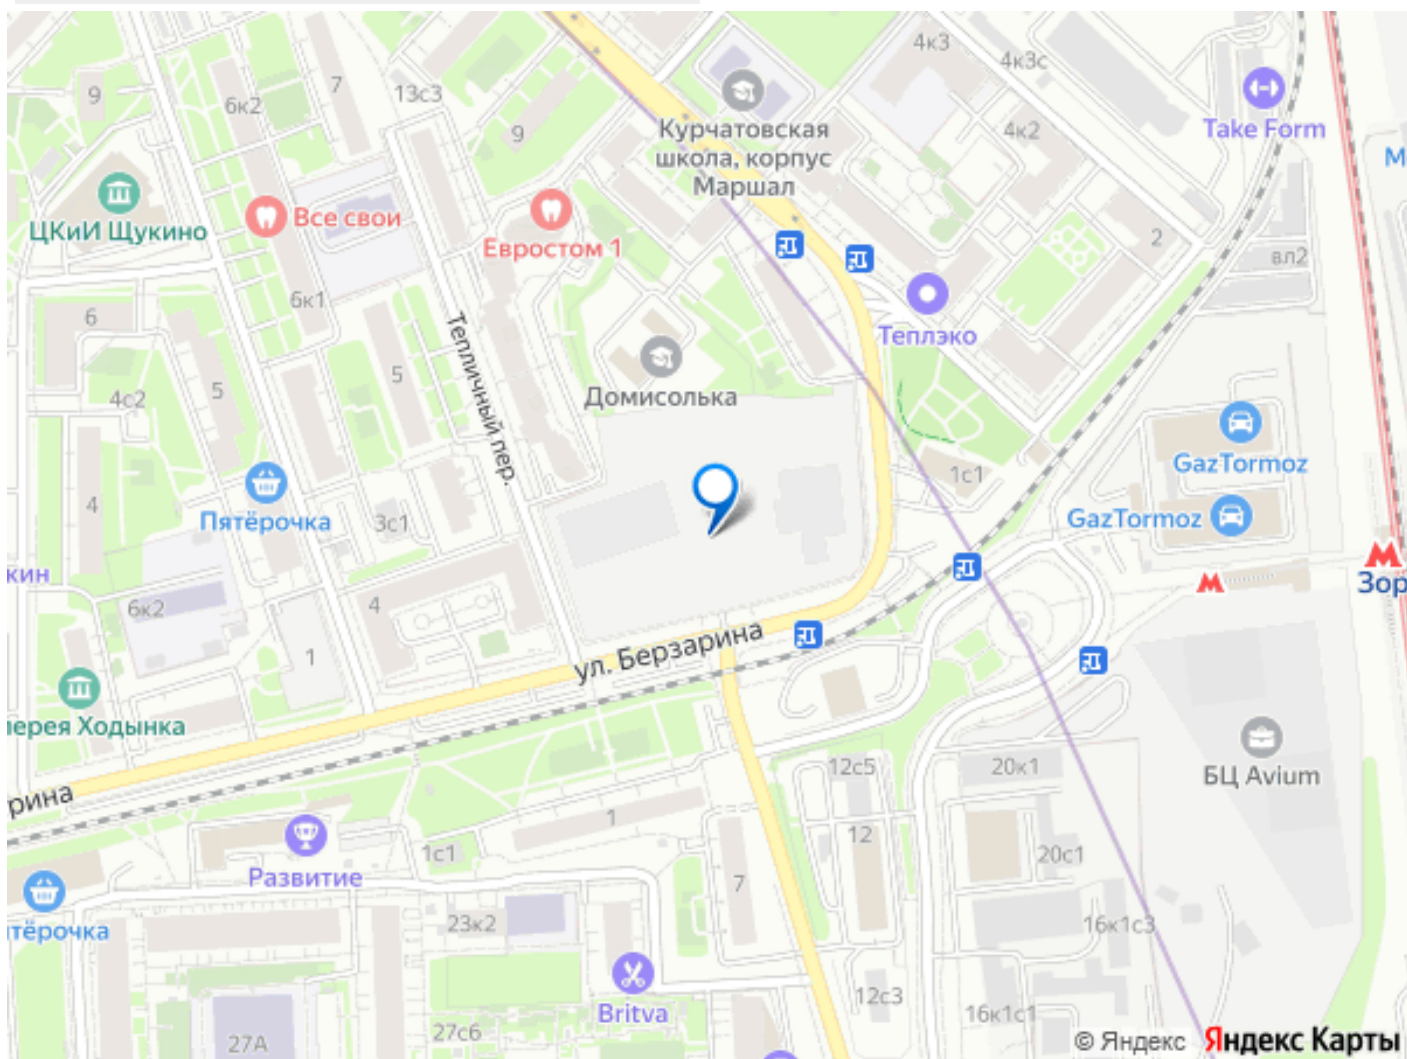 4к3
4к3с
9
6к2
7
13с3
9
4к2
Take Form
Курчатовская
школа, корпус
Маршал
ЦКиИ Щукино
Все свои
Евростом 1
2
вл2
6к1
6
Теплэко
Тепличный пер.
5
5
4с2
Домисолька
GazTormoz
1с1
4
Пятёрочка
3с1
GazTormoz
кин
Зор
6к2
4
1
ул. Берзарина
лерея Ходынка
БЦ Avium
12с5
20к1
рина
1
12
1с1
20с1
Развитие
7
23к2
16к1с3
тёрочка
12с3
Britva
16к1с1
27с6
27А
© Яндекс Яндекс Карты